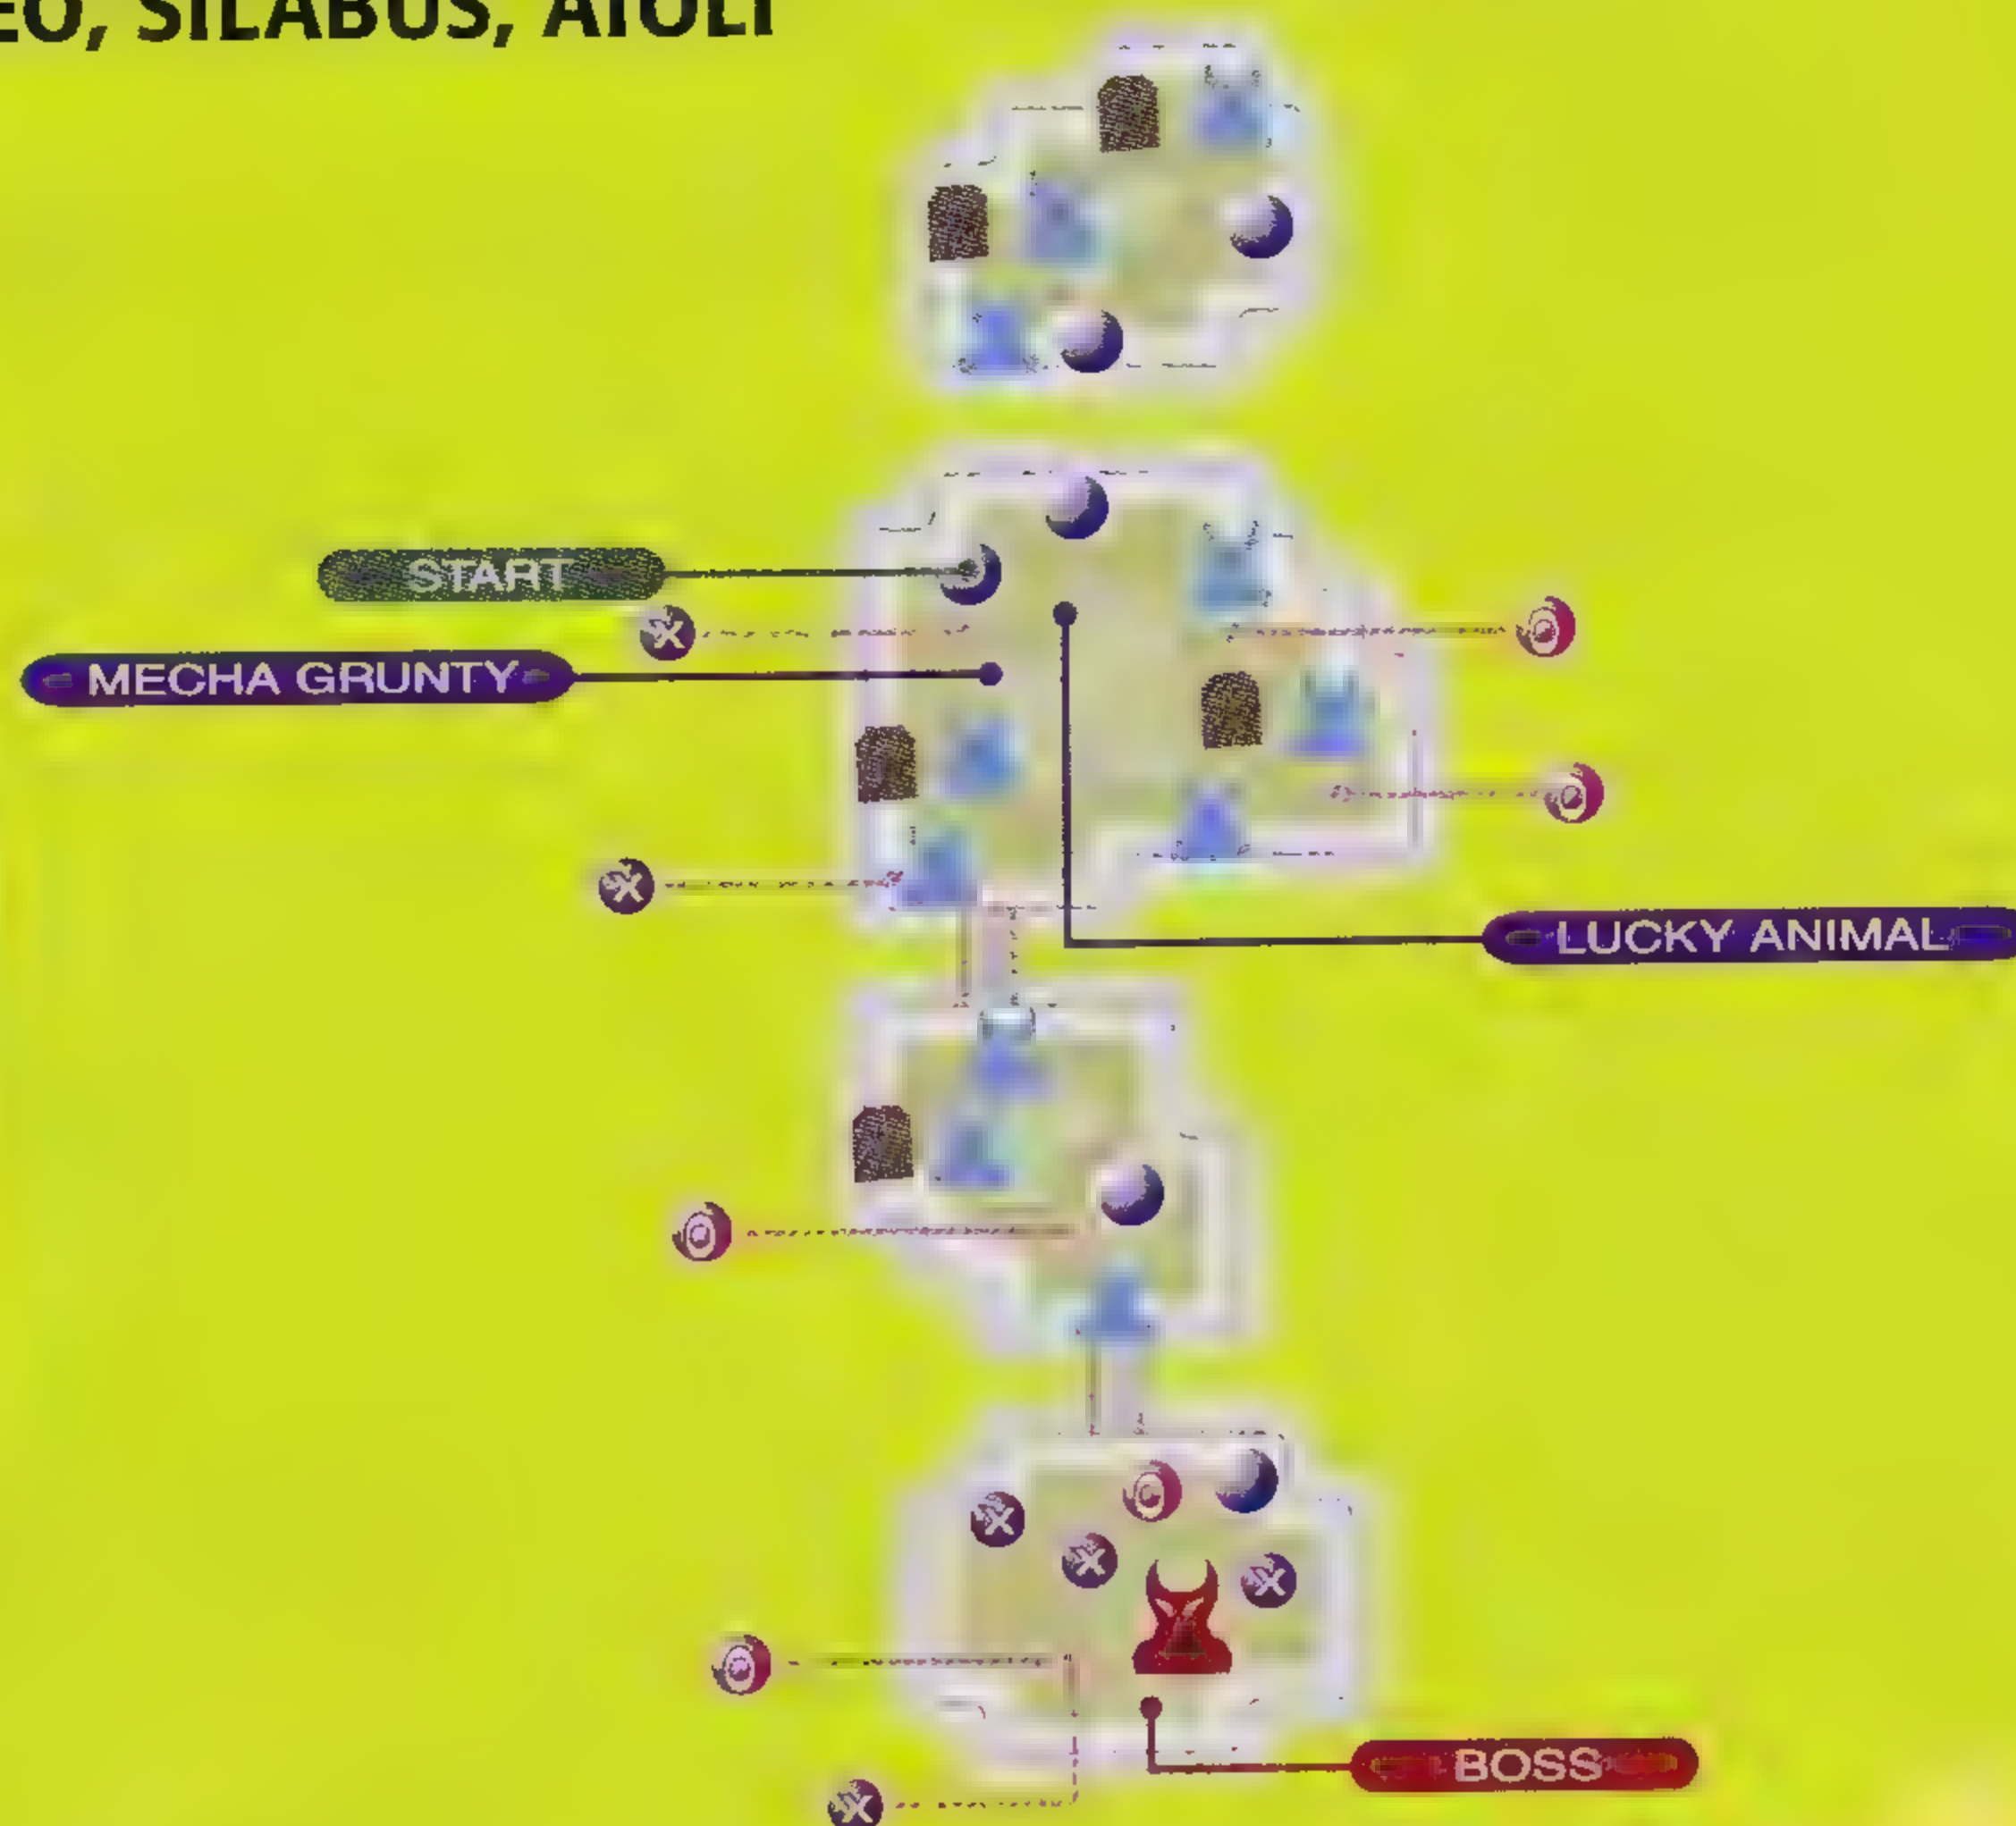 EO, SILABUS, AIOLI
START
MECHA GRUNTY
LUCKY ANIMAL
BOSS